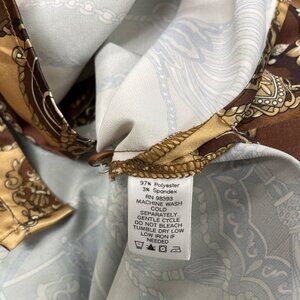 97% Polyester
3% Spandex
RN 98393
MACHINE WASH
COLD
SEPARATELY
GENTLE CYCLE
DO NOT BLEACH
TUMBLE DRY LOW
LOW IRON IF
NEEDED